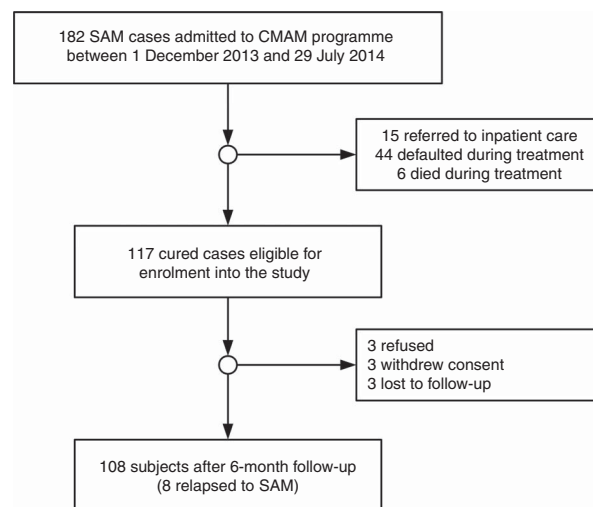 182 SAM cases admitted to CMAM programme
between 1 December 2013 and 29 July 2014
15 referred to inpatient care
44 defaulted during treatment
6 died during treatment
117 cured cases eligible for
enrolment into the study
3 refused
3 withdrew consent
3 lost to follow-up
108 subjects after 6-month follow-up
(8 relapsed to SAM)